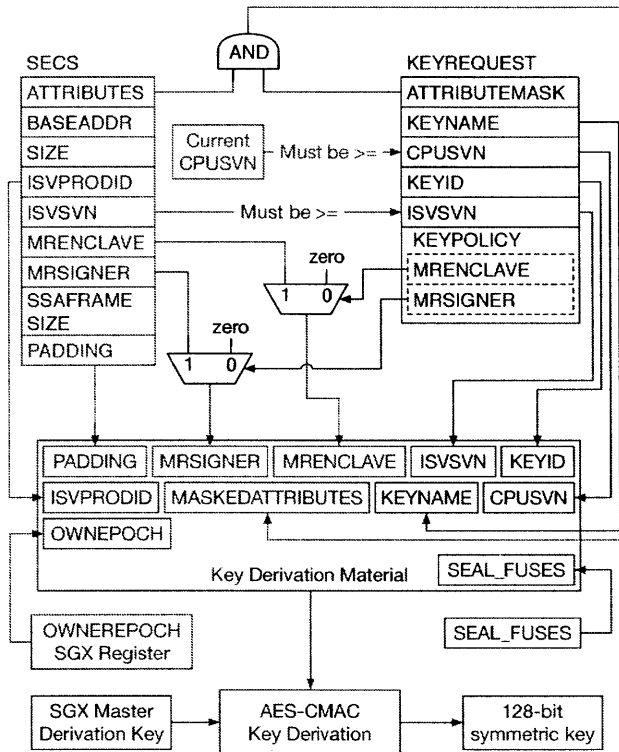 AND
SECS
ATTRIBUTES
BASEADDR
SIZE
ISVPRODID
ISVSVN
MRENCLAVE
MRSIGNER
SSAFRAME
SIZE
PADDING
KEYREQUEST
ATTRIBUTEMASK
KEYNAME
CPUSVN
KEYID
ISVSVN
KEYPOLICY
MRENCLAVE
MRSIGNER
Current
CPUSVN
Must be >=
Must be >=
zero
1 0
zero
1 0
PADDING MRSIGNER MRENCLAVE ISVSVN KEYID
ISVPRODID MASKEDATTRIBUTES KEYNAME CPUSVN
OWNEPOCH
Key Derivation Material
SEAL_FUSES
OWNEREPOCH
SGX Register
SEAL_FUSES
SGX Master
Derivation Key
AES-CMAC
Key Derivation
128-bit
symmetric key